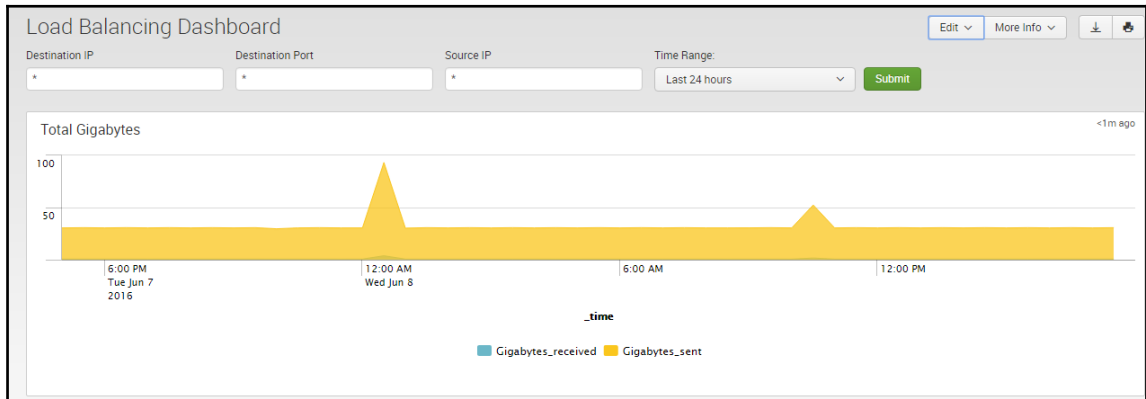 Load Balancing Dashboard
Edit
More Info
Destination IP
Destination Port
Source IP
Time Range:
*
*
*
Last 24 hours
Submit
Total Gigabytes
<1m ago
100
50
6:00 PM
Tue Jun 7
2016
12:00 AM
Wed Jun 8
6:00 AM
12:00 PM
_time
Gigabytes_received
Gigabytes_sent